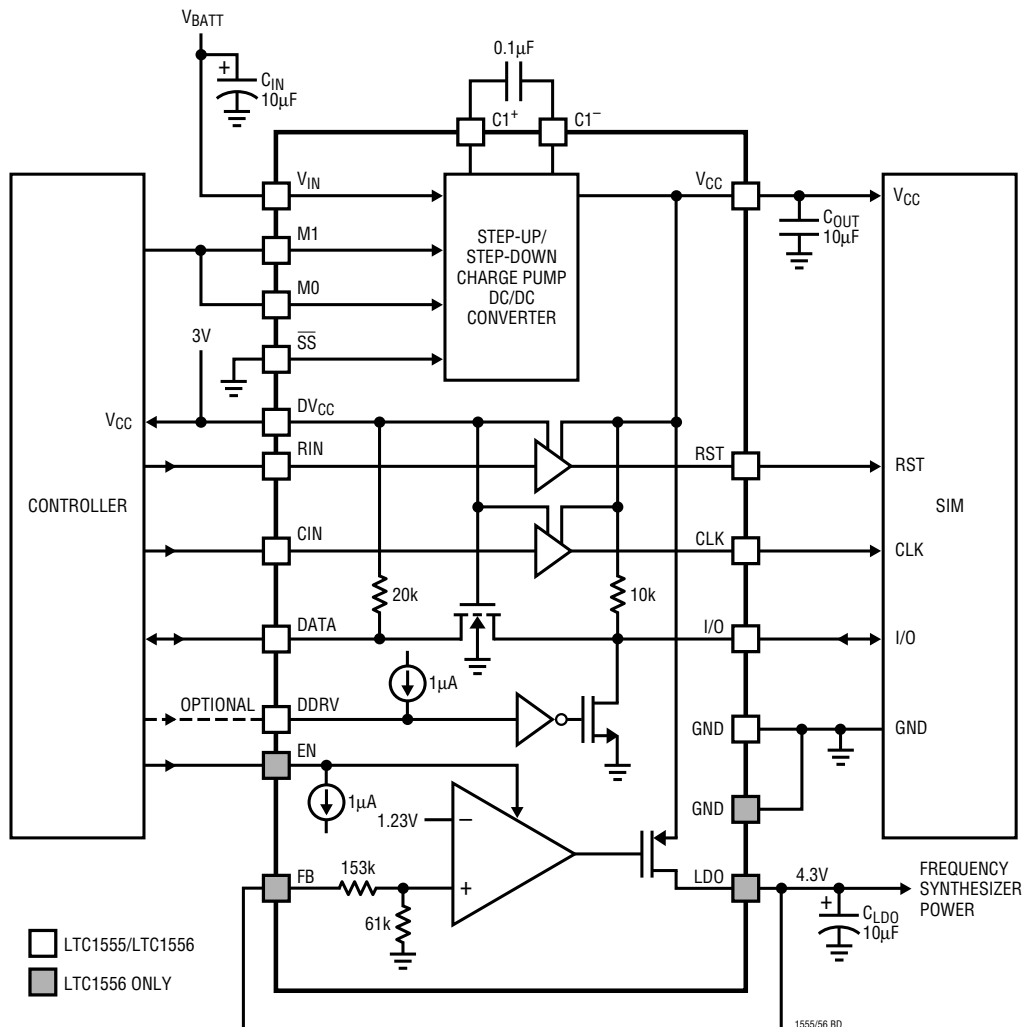 VBATT
0.1µF
+
CIN
10µF
C1+
C1−
VIN
VCC
VCC
M1
STEP-UP/
STEP-DOWN
CHARGE PUMP
DC/DC
CONVERTER
COUT
10µF
M0
3V
SS
VCC
DVCC
RIN
RST
RST
CONTROLLER
SIM
CIN
CLK
CLK
20k
10k
DATA
I/O
I/O
1µA
OPTIONAL
DDRV
GND
GND
EN
1µA
GND
1.23V
−
FB
153k
+
LDO
4.3V
FREQUENCY
SYNTHESIZER
POWER
61k
+
CLDO
10µF
LTC1555/LTC1556
LTC1556 ONLY
1555/56 BD